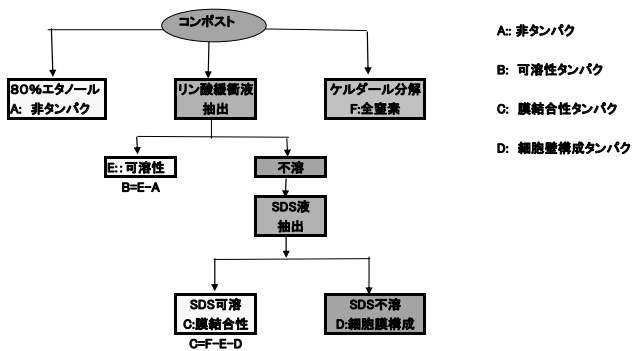 コンポスト
80%エタノール
A: 非タンパク
リン酸緩衝液
抽出
ケルダール分解
F:全窒素
E::可溶性
B=E-A
不溶
SDS液
抽出
SDS可溶
C:膜結合性
C=F-E-D
SDS不溶
D:細胞膜構成
A:: 非タンパク
B: 可溶性タンパク
C: 膜結合性タンパク
D: 細胞壁構成タンパク